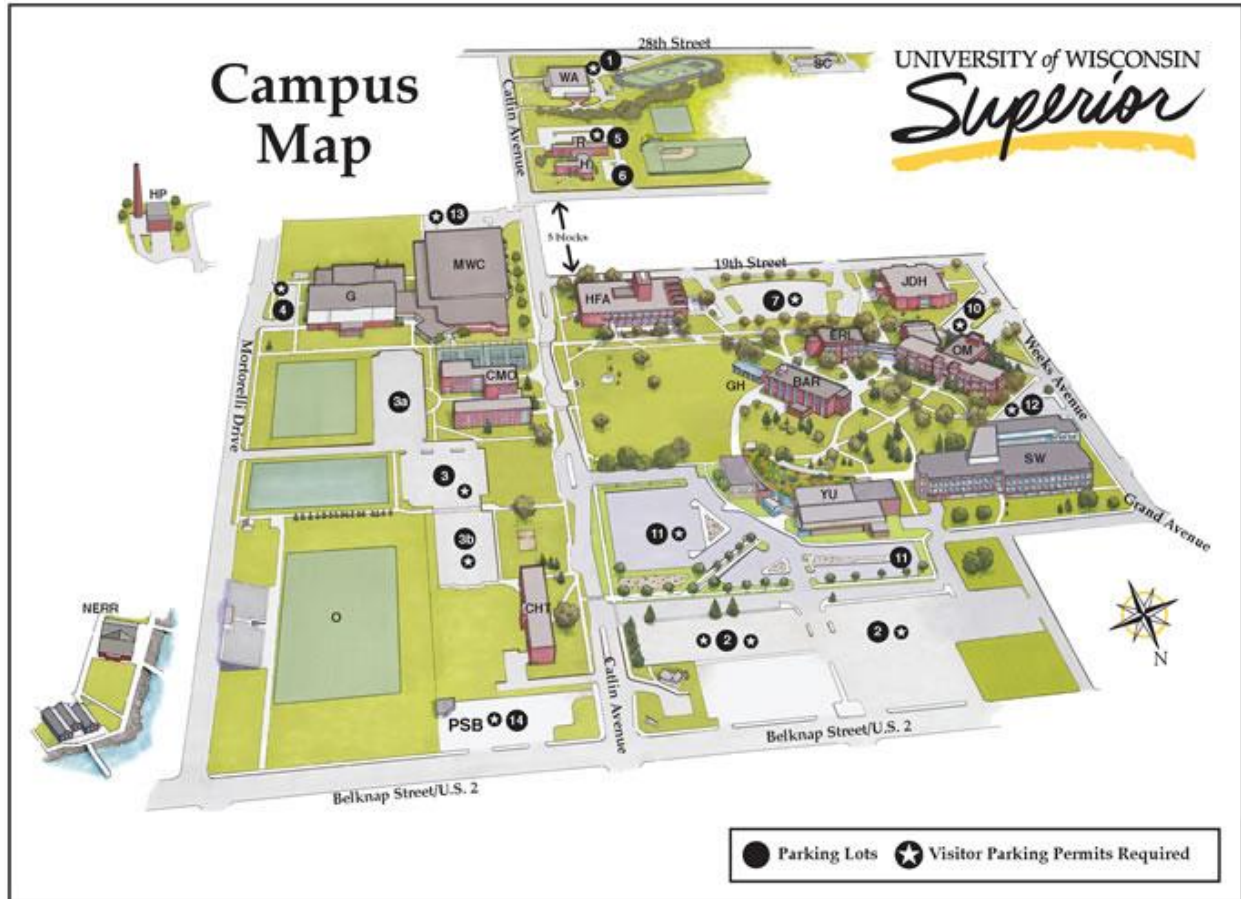 Campus
Map
UNIVERSITY of WISCONSIN
Superior
28th Street
SC
WA
1
Catlin Avenue
R
5
H
6
HP
13
5 blocks
19th Street
MWC
G
4
HFA
7
JDH
10
ERL
OM
Weeks Avenue
GH
BAR
12
CMO
3a
SW
Grand Avenue
3
YU
11
3b
11
Mortorelli Drive
NERR
O
CHT
2
2
N
Catlin Avenue
PSB
14
Belknap Street/U.S. 2
Belknap Street/U.S. 2
Parking Lots
Visitor Parking Permits Required